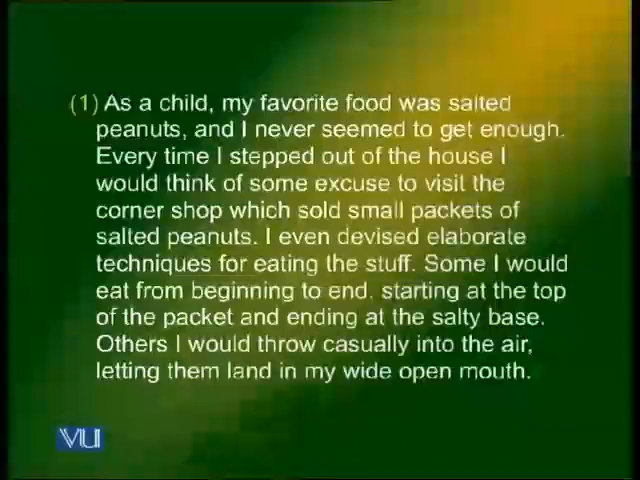 (1) As a child, my favorite food was salted
peanuts, and I never seemed to get enough.
Every time I stepped out of the house I
would think of some excuse to visit the
corner shop which sold small packets of
salted peanuts. I even devised elaborate
techniques for eating the stuff. Some I would
eat from beginning to end, starting at the top
of the packet and ending at the salty base.
Others I would throw casually into the air,
letting them land in my wide open mouth.
VU